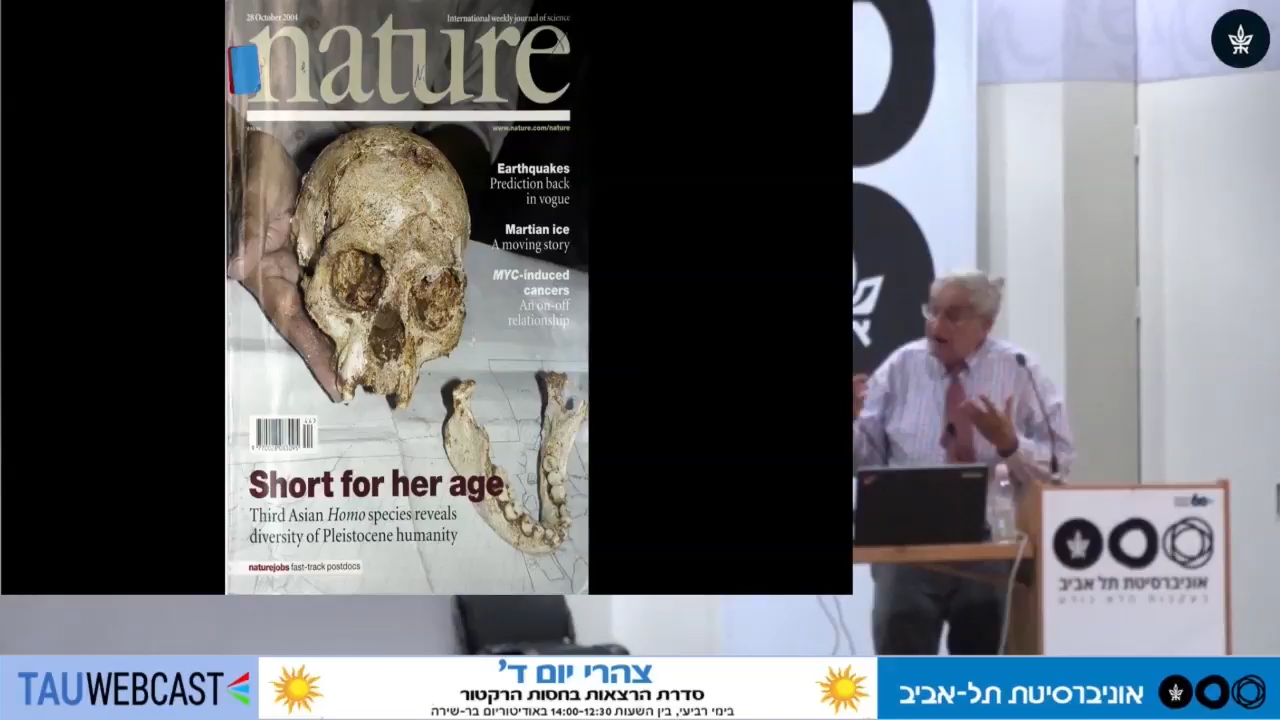 28 October 2004
International weekly journal of science
nature
www.nature.com/nature
Earthquakes
Prediction back
in vogue
Martian ice
A moving story
MYC-induced
cancers
An on-off
relationship
Short for her age
Third Asian Homo species reveals
diversity of Pleistocene humanity
naturejobs fast-track postdocs
אוניברסיטת תל אביב
TAUWEBCAST
צהרי יום ד'
סדרת הרצאות בחסות הרקטור
בימי רביעי, בין השעות 14:00-12:30 באודיטוריום בר-שירה
אוניברסיטת תל-אביב